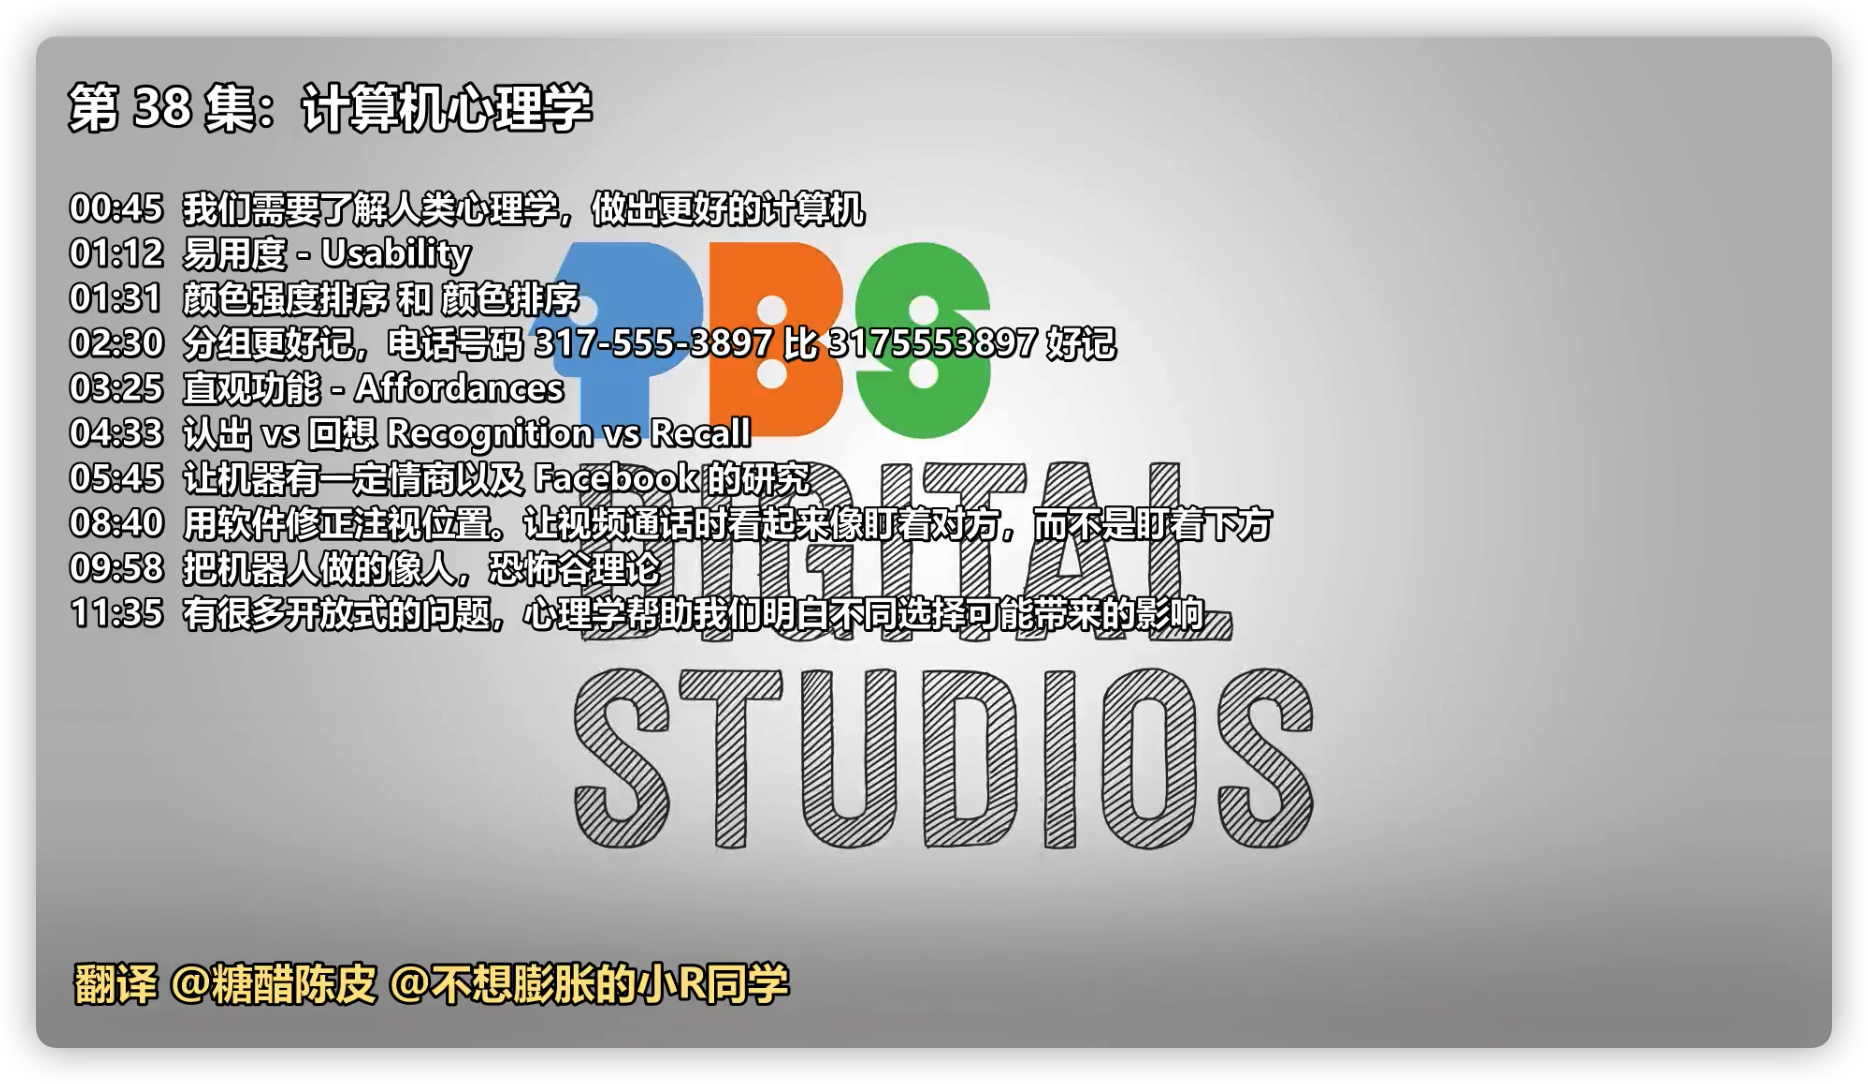 第 38 集：计算机心理学
00:45 我们需要了解人类心理学，做出更好的计算机
01:12 易用度 - Usability
01:31 颜色强度排序 和 颜色排序
02:30 分组更好记，电话号码 317-555-3897 比 3175553897 好记
03:25 直观功能 - Affordances
04:33 认出 vs 回想 Recognition vs Recall
05:45 让机器有一定情商以及 Facebook 的研究
08:40 用软件修正注视位置。让视频通话时看起来像盯着对方，而不是盯着下方
09:58 把机器人做的像人，恐怖谷理论
11:35 有很多开放式的问题，心理学帮助我们明白不同选择可能带来的影响
PBS
DIGITAL
STUDIOS
翻译 @糖醋陈皮 @不想膨胀的小R同学